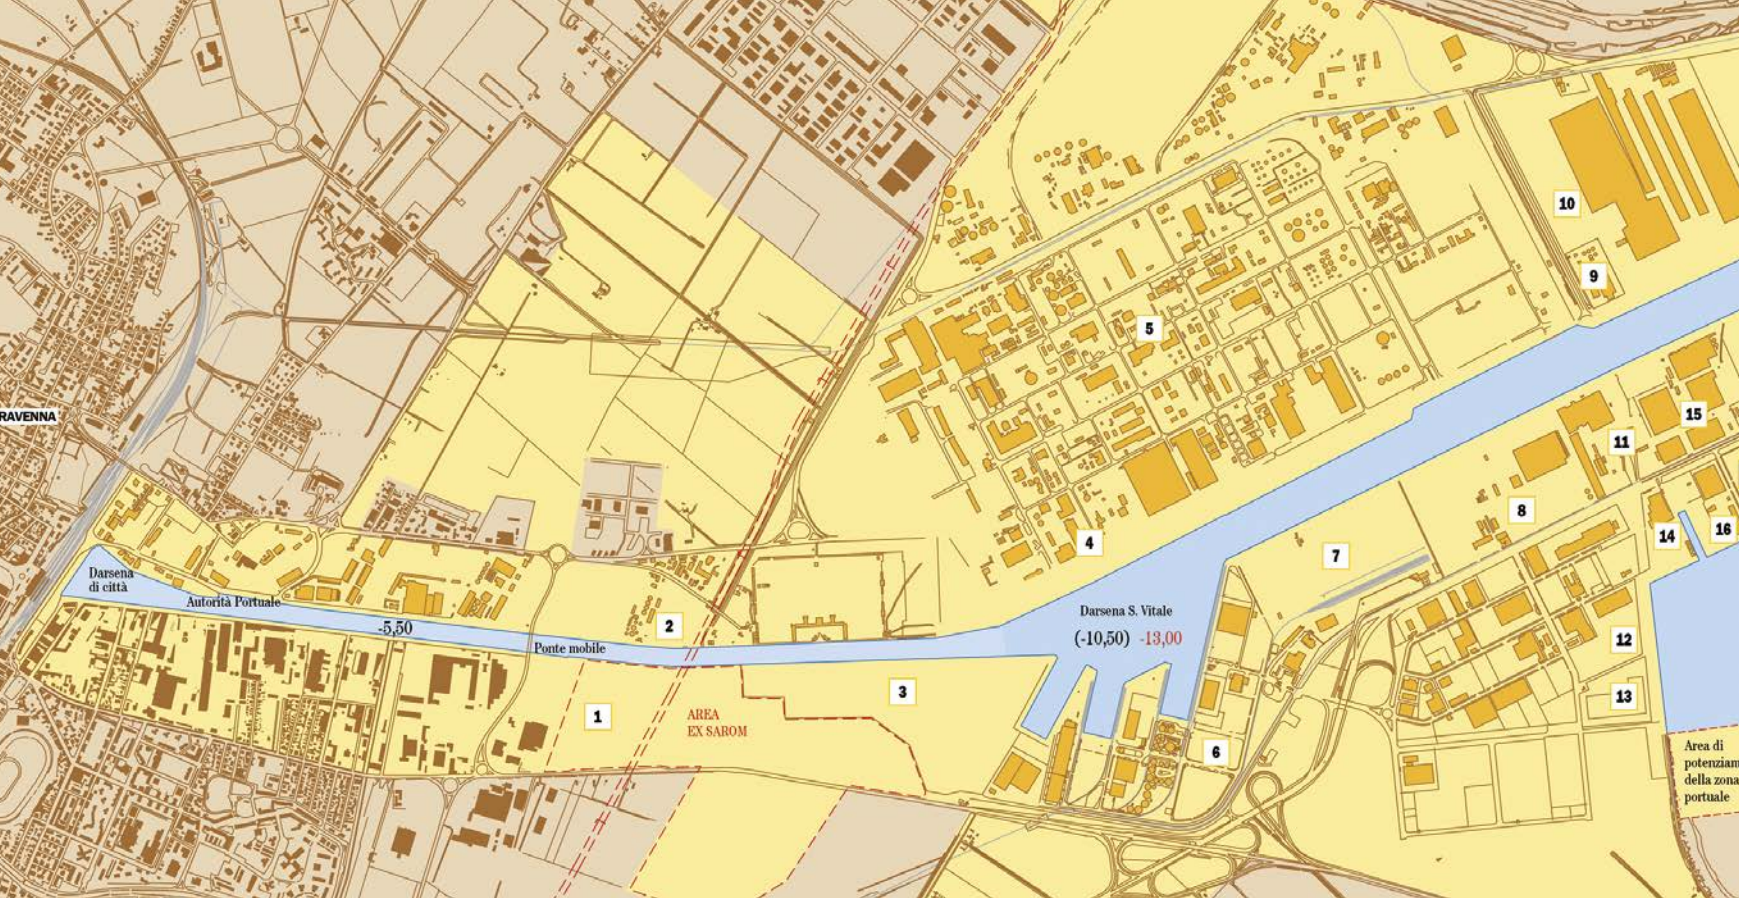 10
9
5
RAVENNA
15
11
8
14
16
4
7
Darsena
di città
Autorità Portuale
-5,50
2
Ponte mobile
Darsena S. Vitale
(-10,50) -13,00
12
3
13
1
AREA
EX SAROM
6
Area di
potenziam
della zona
portuale